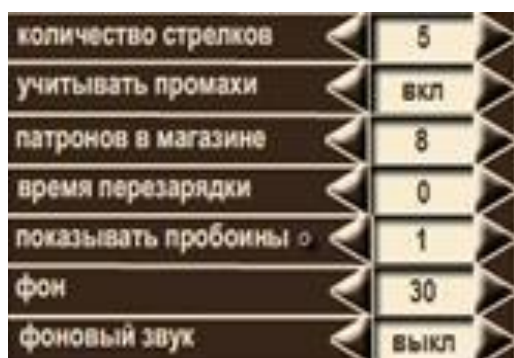 количество стрелков 5
учитывать промахи вкл
патронов в магазине 8
время перезарядки 0
показывать пробоины 1
фон 30
фоновый звук выкл